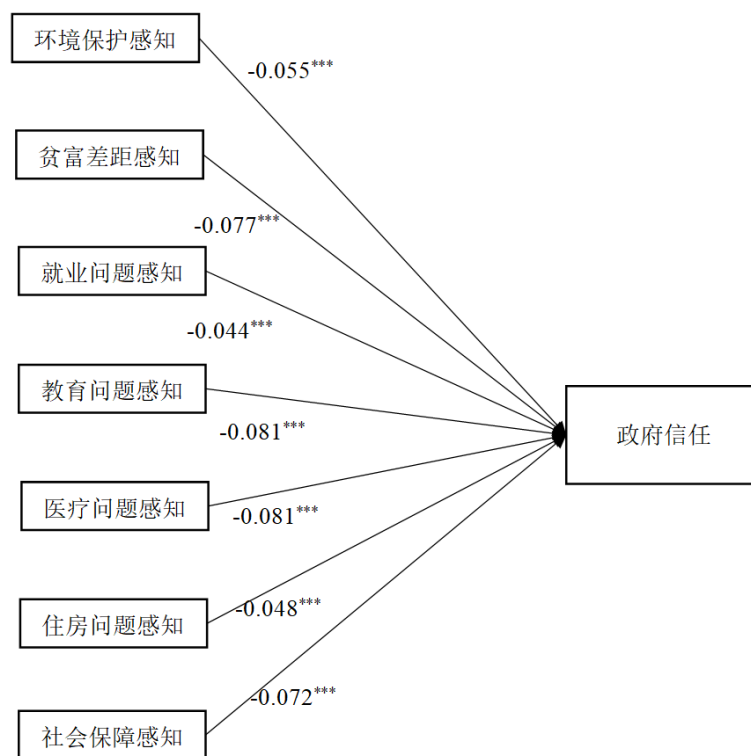 环境保护感知
-0.055***
贫富差距感知
-0.077***
就业问题感知
-0.044***
教育问题感知
政府信任
-0.081***
医疗问题感知
-0.081***
住房问题感知
-0.048***
-0.072***
社会保障感知